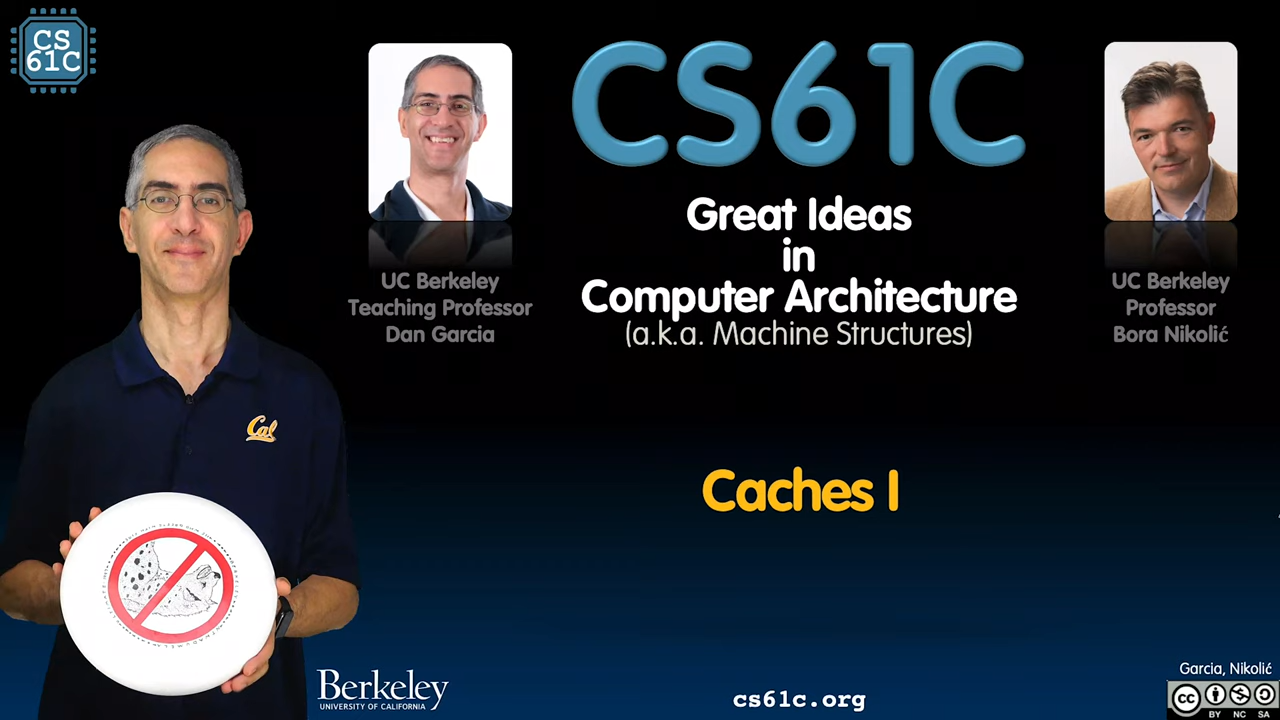 CS
61C
CS61C
Great Ideas
in
Computer Architecture
(a.k.a. Machine Structures)
UC Berkeley
Teaching Professor
Dan Garcia
UC Berkeley
Professor
Bora Nikolić
Cal
Caches I
Berkeley
UNIVERSITY OF CALIFORNIA
cs61c.org
Garcia, Nikolić
cc
BY NC SA